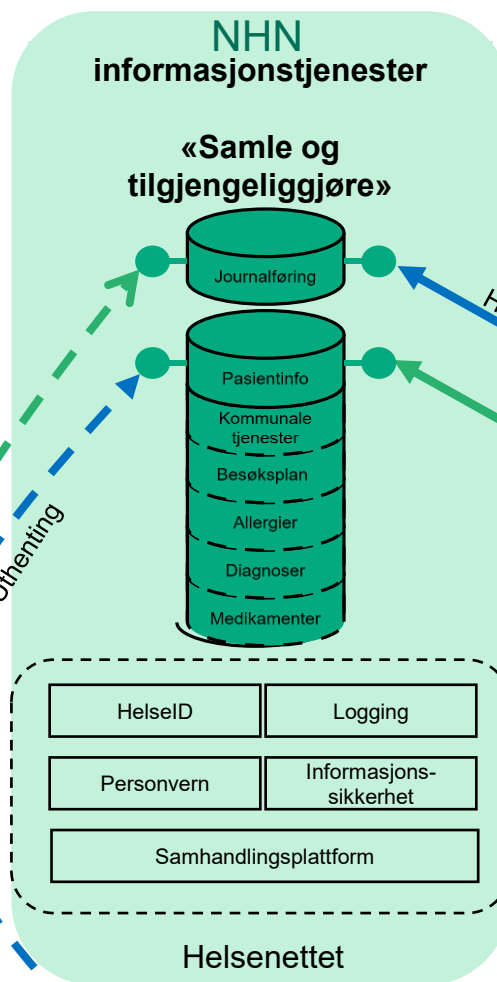 NHN
informasjonstjenester
«Samle og
tilgjengeliggjøre»
Journalføring
Pasientinfo
Kommunale
tjenester
Besøksplan
Allergier
Diagnoser
Medikamenter
Uthenting
HelseID
Logging
Personvern
Informasjons-
sikkerhet
Samhandlingsplattform
Helsenettet